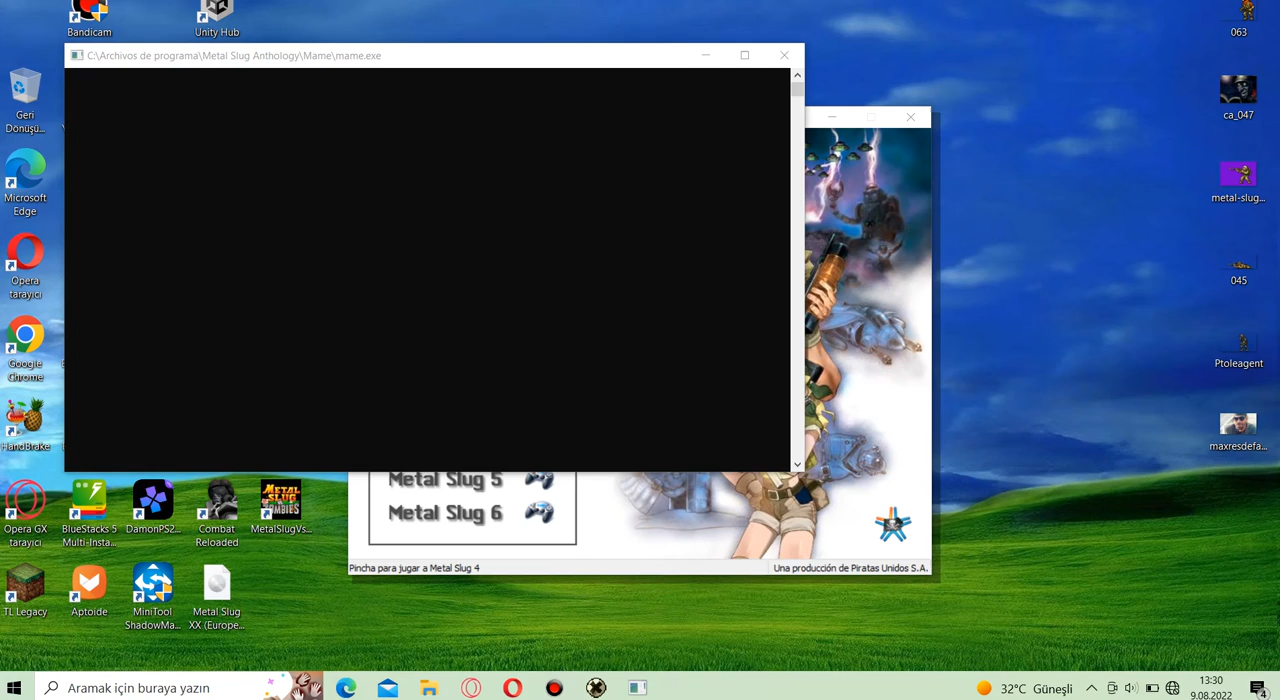 Bandicam
Unity Hub
063
C:\Archivos de programa\Metal Slug Anthology\Mame\mame.exe
Geri
Dönüşü...
ca_047
Microsoft
Edge
metal-slug...
Opera
tarayıcı
045
Google
Chrome
Ptoleagent
HandBrake
maxresdefa...
Metal Slug 5
Metal Slug 6
METAL
SLUG
ZOMBIES
Opera GX
tarayıcı
BlueStacks 5
Multi-Insta...
DamonPS2...
Combat
Reloaded
MetalSlugVs...
Pincha para jugar a Metal Slug 4
Una producción de Piratas Unidos S.A.
TL Legacy
Aptoide
MiniTool
ShadowMa...
Metal Slug
XX (Europe...
Aramak için buraya yazın
32°C Güneşli
13:30
9.08.2022
4